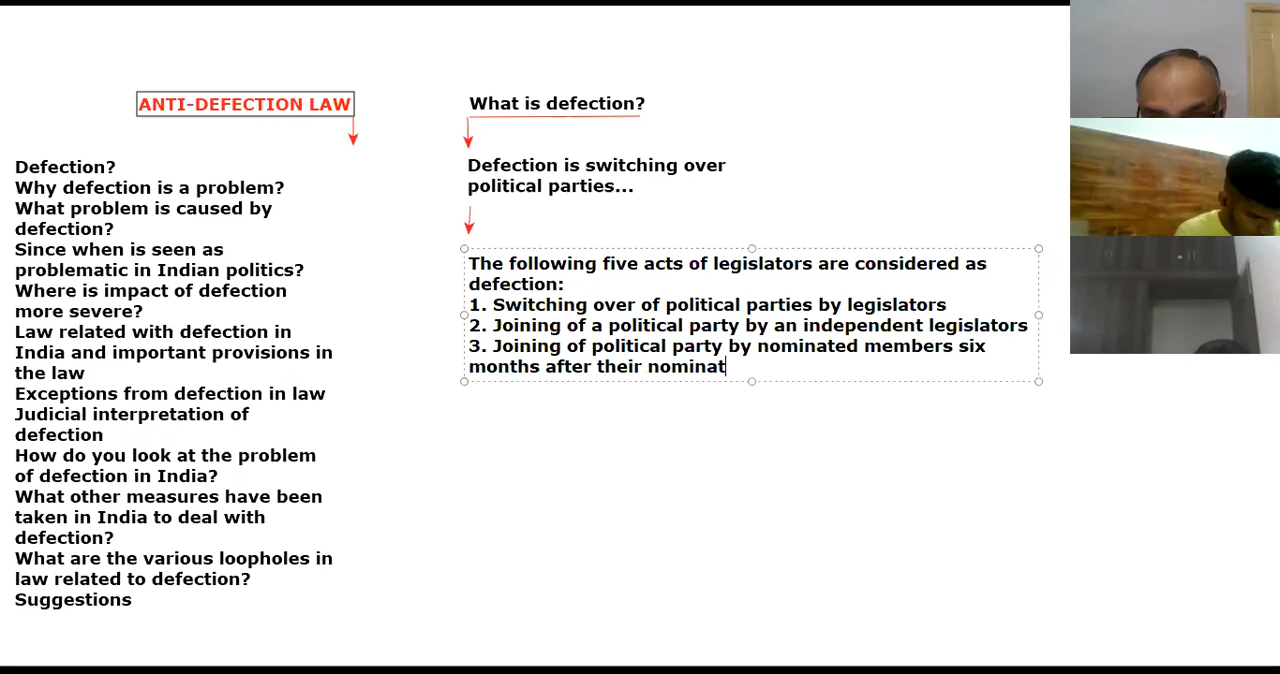 ANTI-DEFECTION LAW
Defection?
Why defection is a problem?
What problem is caused by
defection?
Since when is seen as
problematic in Indian politics?
Where is impact of defection
more severe?
Law related with defection in
India and important provisions in
the law
Exceptions from defection in law
Judicial interpretation of
defection
How do you look at the problem
of defection in India?
What other measures have been
taken in India to deal with
defection?
What are the various loopholes in
law related to defection?
Suggestions
What is defection?
Defection is switching over
political parties...
The following five acts of legislators are considered as
defection:
1. Switching over of political parties by legislators
2. Joining of a political party by an independent legislators
3. Joining of political party by nominated members six
months after their nominat